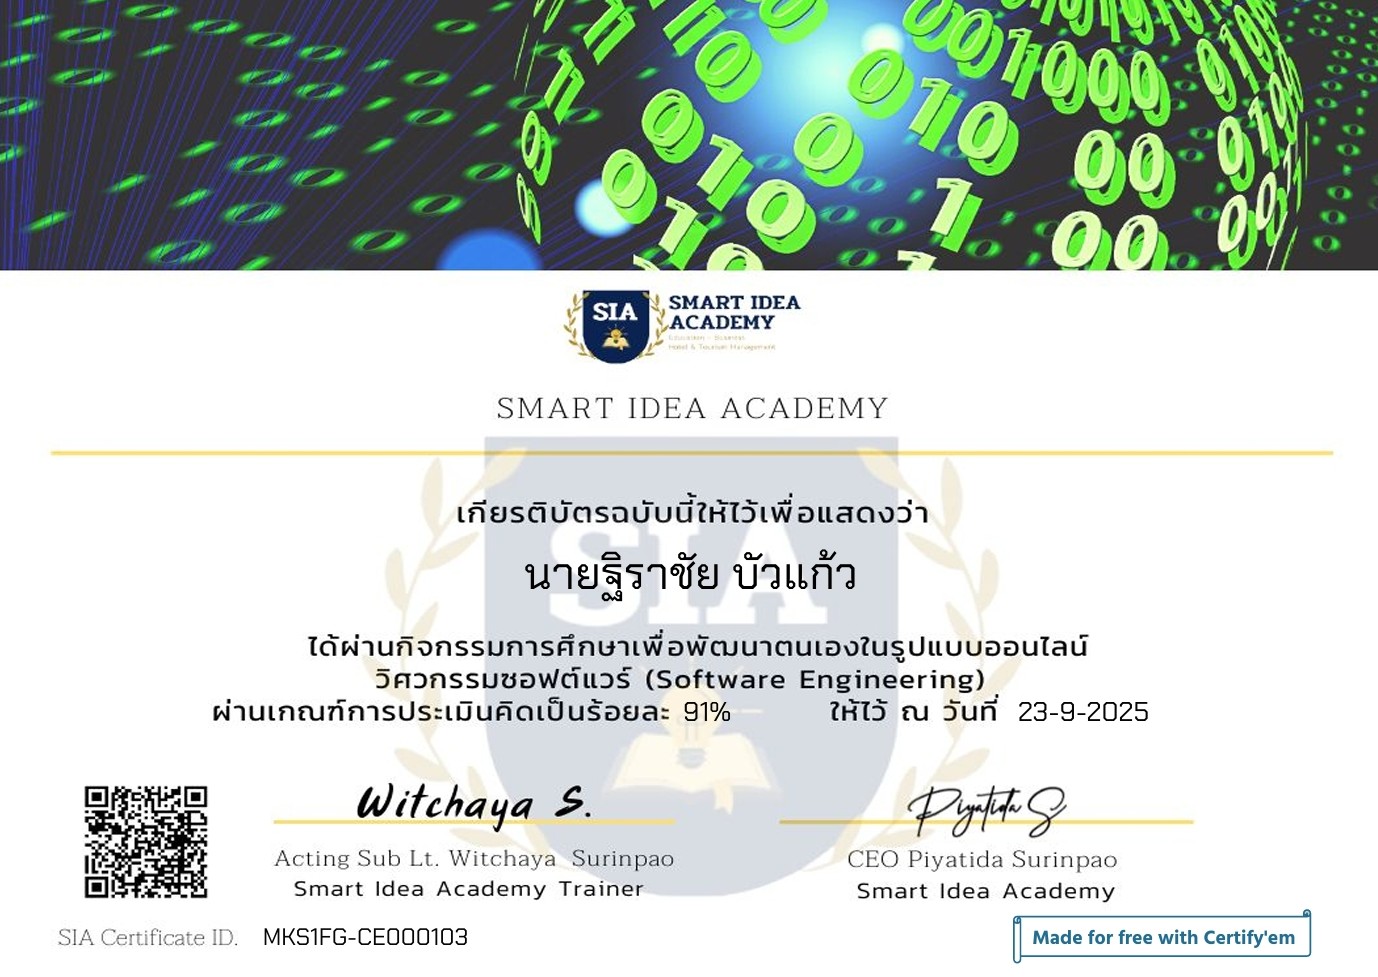 SIA
SMART IDEA
ACADEMY
Hotel & Tourism Management
SMART IDEA ACADEMY
เกียรติบัตรฉบับนี้ให้ไว้เพื่อแสดงว่า
นายฐิราชัย บัวแก้ว
ได้ผ่านกิจกรรมการศึกษาเพื่อพัฒนาตนเองในรูปแบบออนไลน์
วิศวกรรมซอฟต์แวร์ (Software Engineering)
ผ่านเกณฑ์การประเมินคิดเป็นร้อยละ 91% ให้ไว้ ณ วันที่ 23-9-2025
Witchaya S. Piyatida S
Acting Sub Lt. Witchaya Surinpao CEO Piyatida Surinpao
Smart Idea Academy Trainer Smart Idea Academy
SIA Certificate ID. MKS1FG-CE000103 Made for free with Certify'em